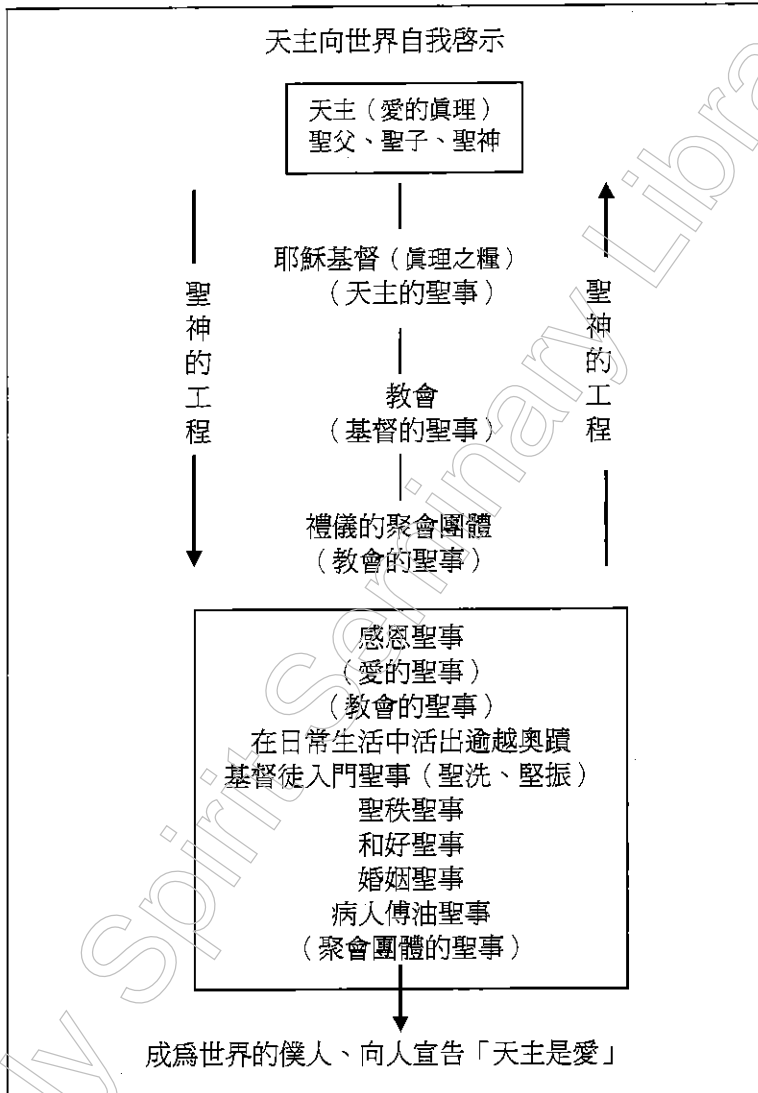 天主向世界自我啓示
天主（愛的眞理）
聖父、聖子、聖神
耶穌基督（眞理之糧）
（天主的聖事）
聖神的工程
聖神的工程
教會
（基督的聖事）
禮儀的聚會團體
（教會的聖事）
感恩聖事
（愛的聖事）
（教會的聖事）
在日常生活中活出逾越奧蹟
基督徒入門聖事（聖洗、堅振）
聖秩聖事
和好聖事
婚姻聖事
病人傅油聖事
（聚會團體的聖事）
成爲世界的僕人、向人宣告「天主是愛」
ly Spirit Seminary Libra